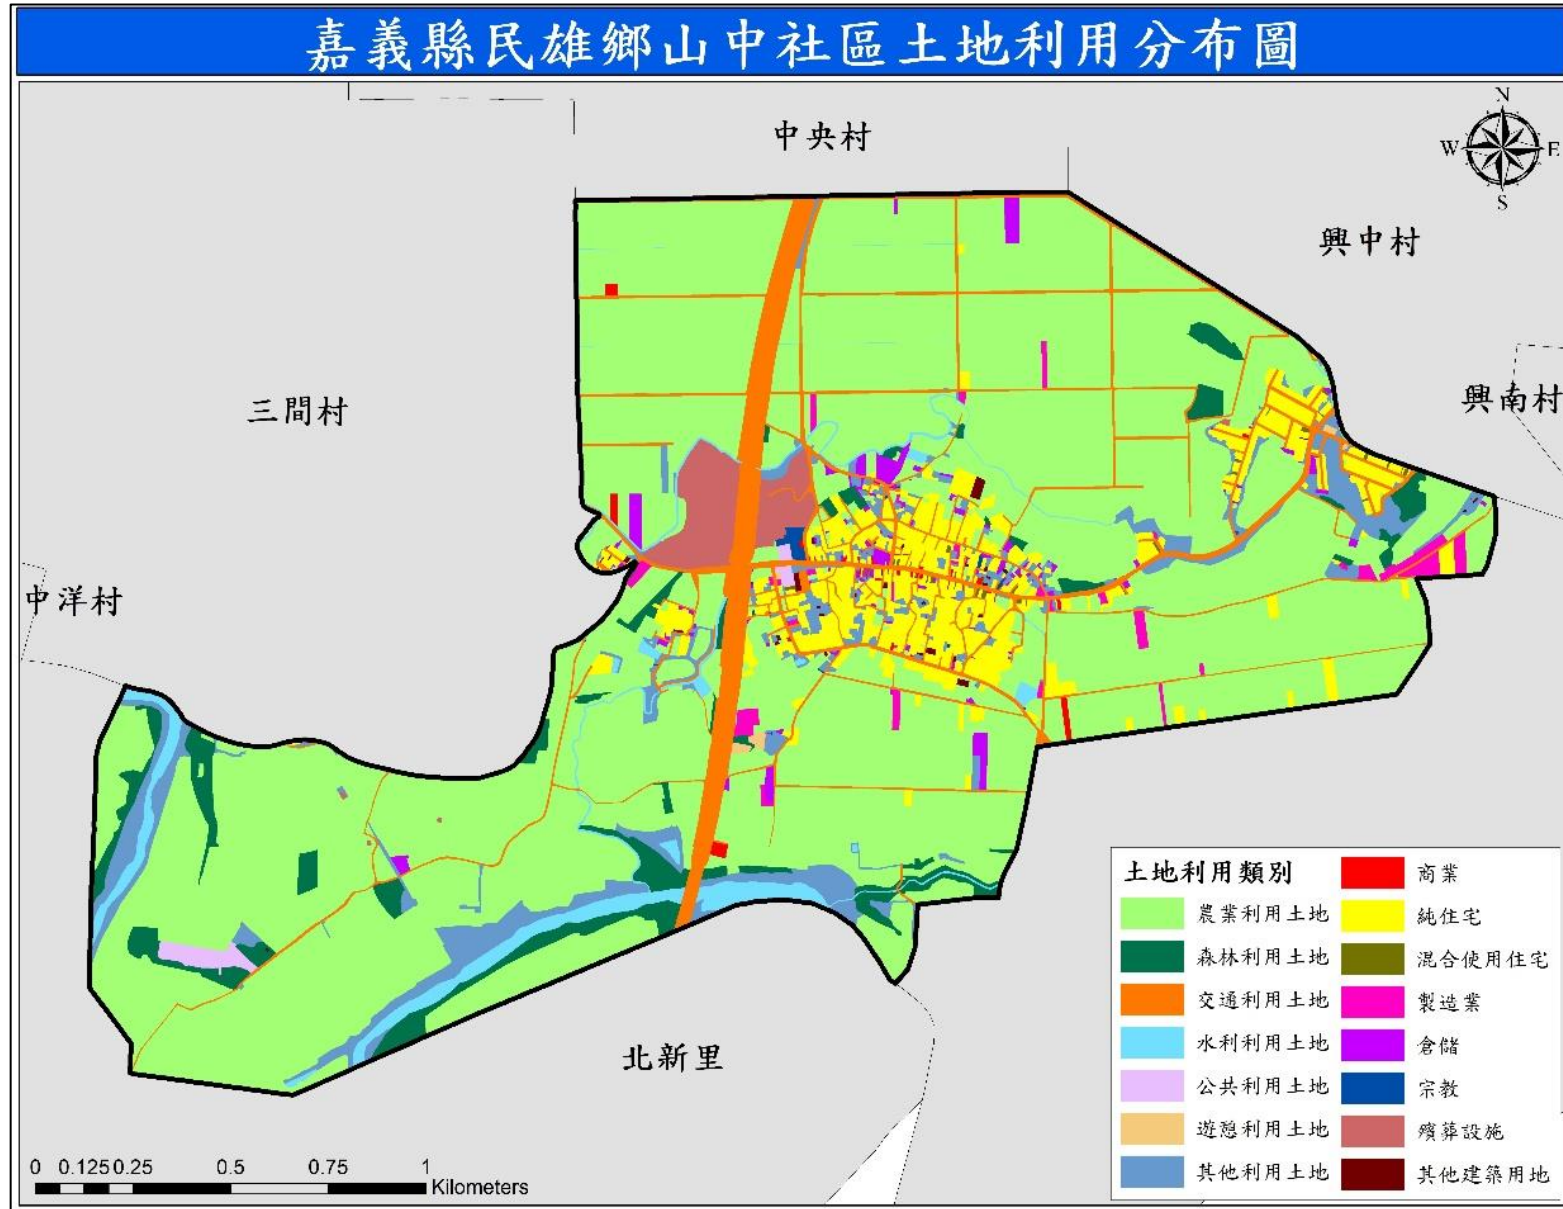 嘉義縣民雄鄉山中社區土地利用分布圖
中央村
N
W
E
S
興中村
三間村
興南村
中洋村
北新里
土地利用類別
農業利用土地
森林利用土地
交通利用土地
水利利用土地
公共利用土地
遊憩利用土地
其他利用土地
商業
純住宅
混合使用住宅
製造業
倉儲
宗教
殯葬設施
其他建築用地
0 0.125 0.25 0.5 0.75 1
Kilometers